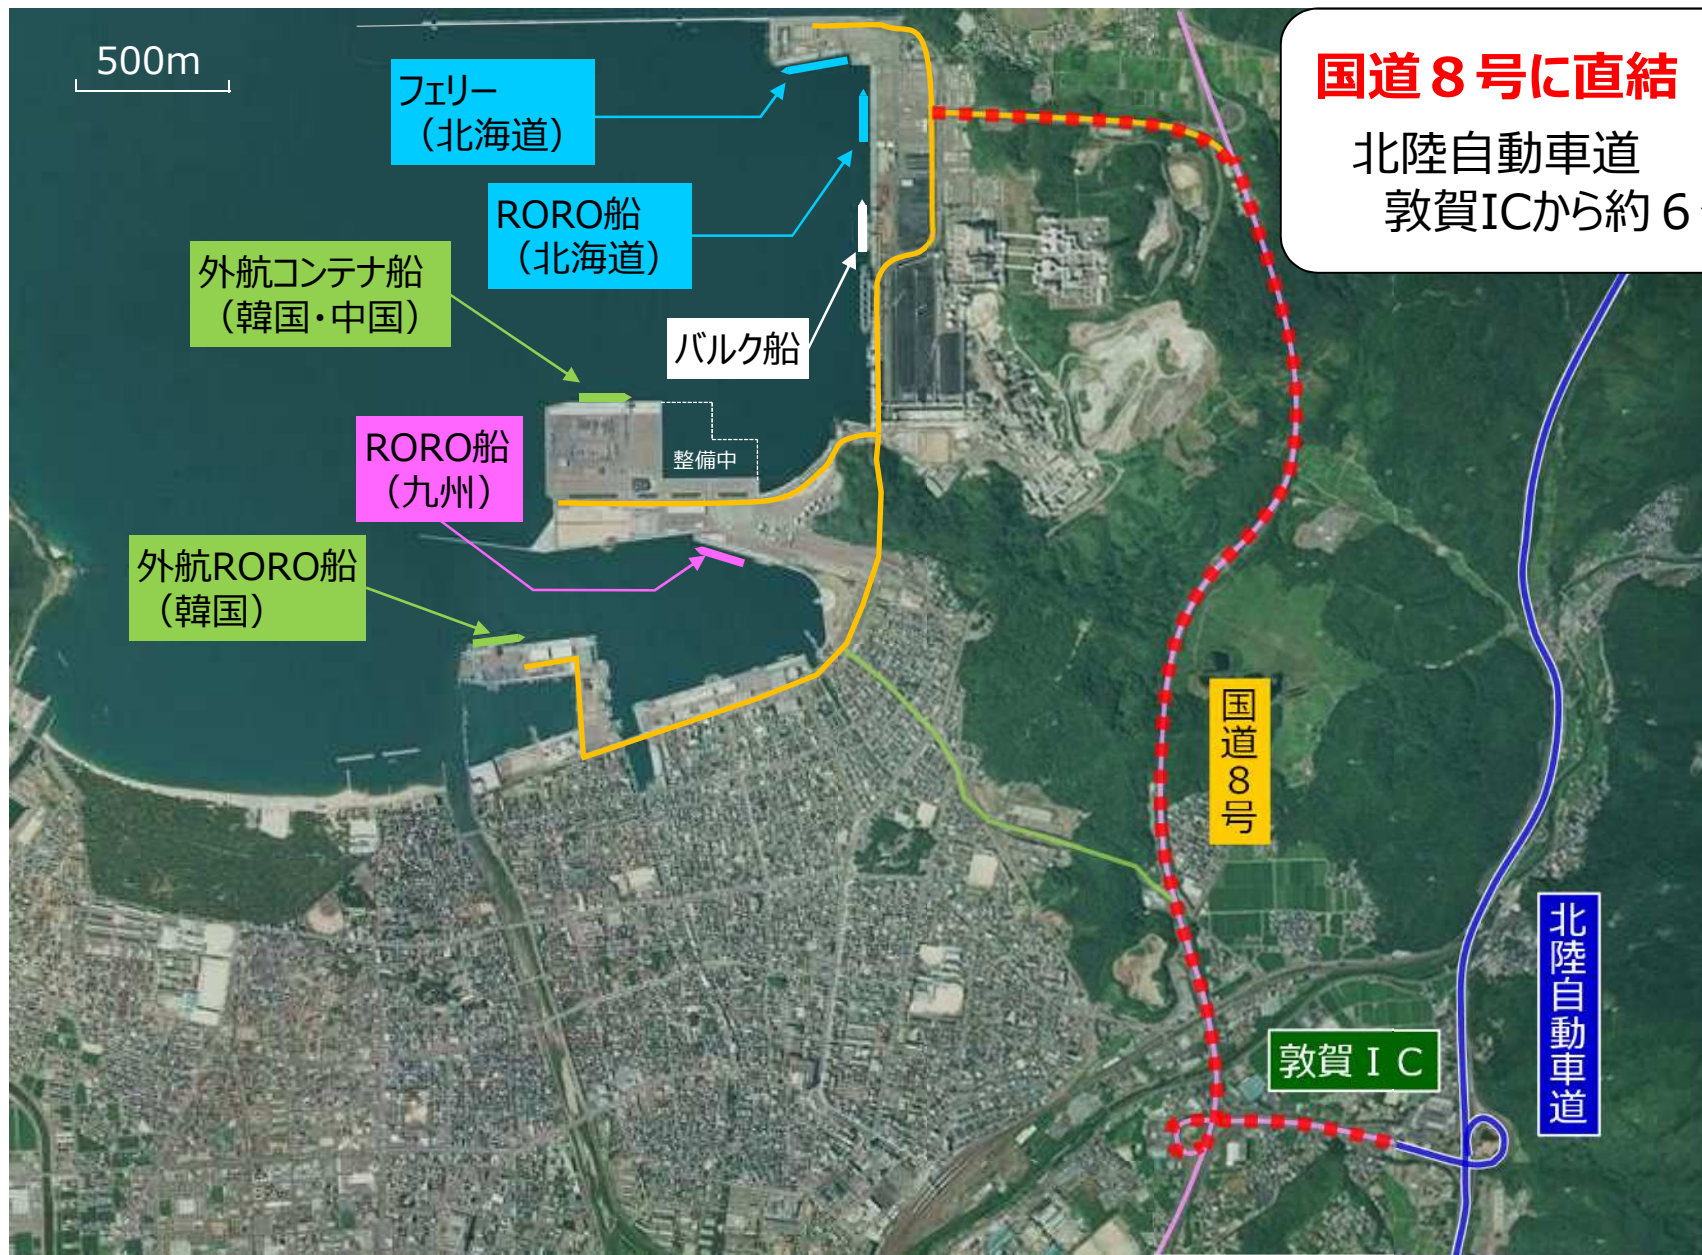 500m
フェリー
（北海道）
RORO船
（北海道）
外航コンテナ船
（韓国・中国）
バルク船
RORO船
（九州）
整備中
外航RORO船
（韓国）
国道８号に直結
北陸自動車道
敦賀ICから約６
国道８号
北陸自動車道
敦賀ＩＣ